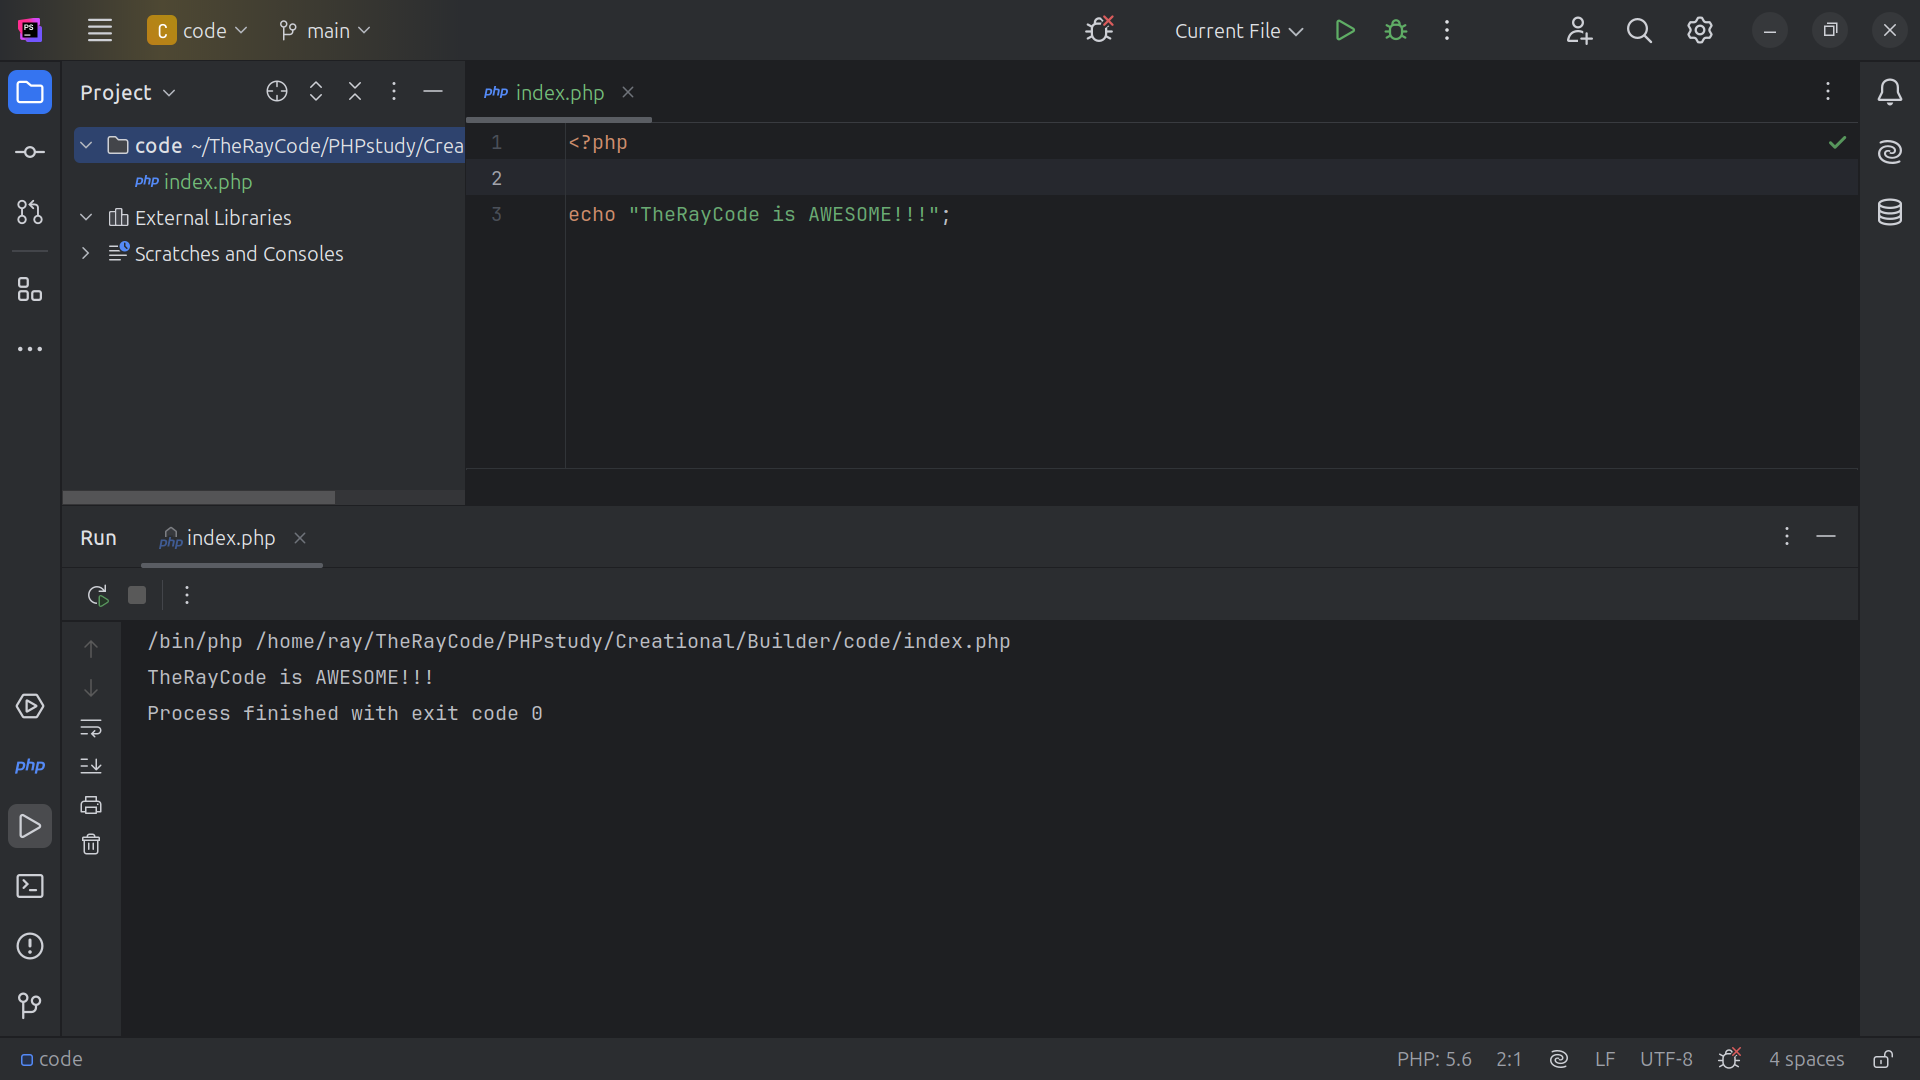 PS
C code main
Current File
Project
php index.php
code ~/TheRayCode/PHPstudy/Crea
php index.php
External Libraries
Scratches and Consoles
1 <?php
2
3 echo "TheRayCode is AWESOME!!!";
Run php index.php
/bin/php /home/ray/TheRayCode/PHPstudy/Creational/Builder/code/index.php
TheRayCode is AWESOME!!!
Process finished with exit code 0
php
code
PHP: 5.6 2:1 LF UTF-8 4 spaces